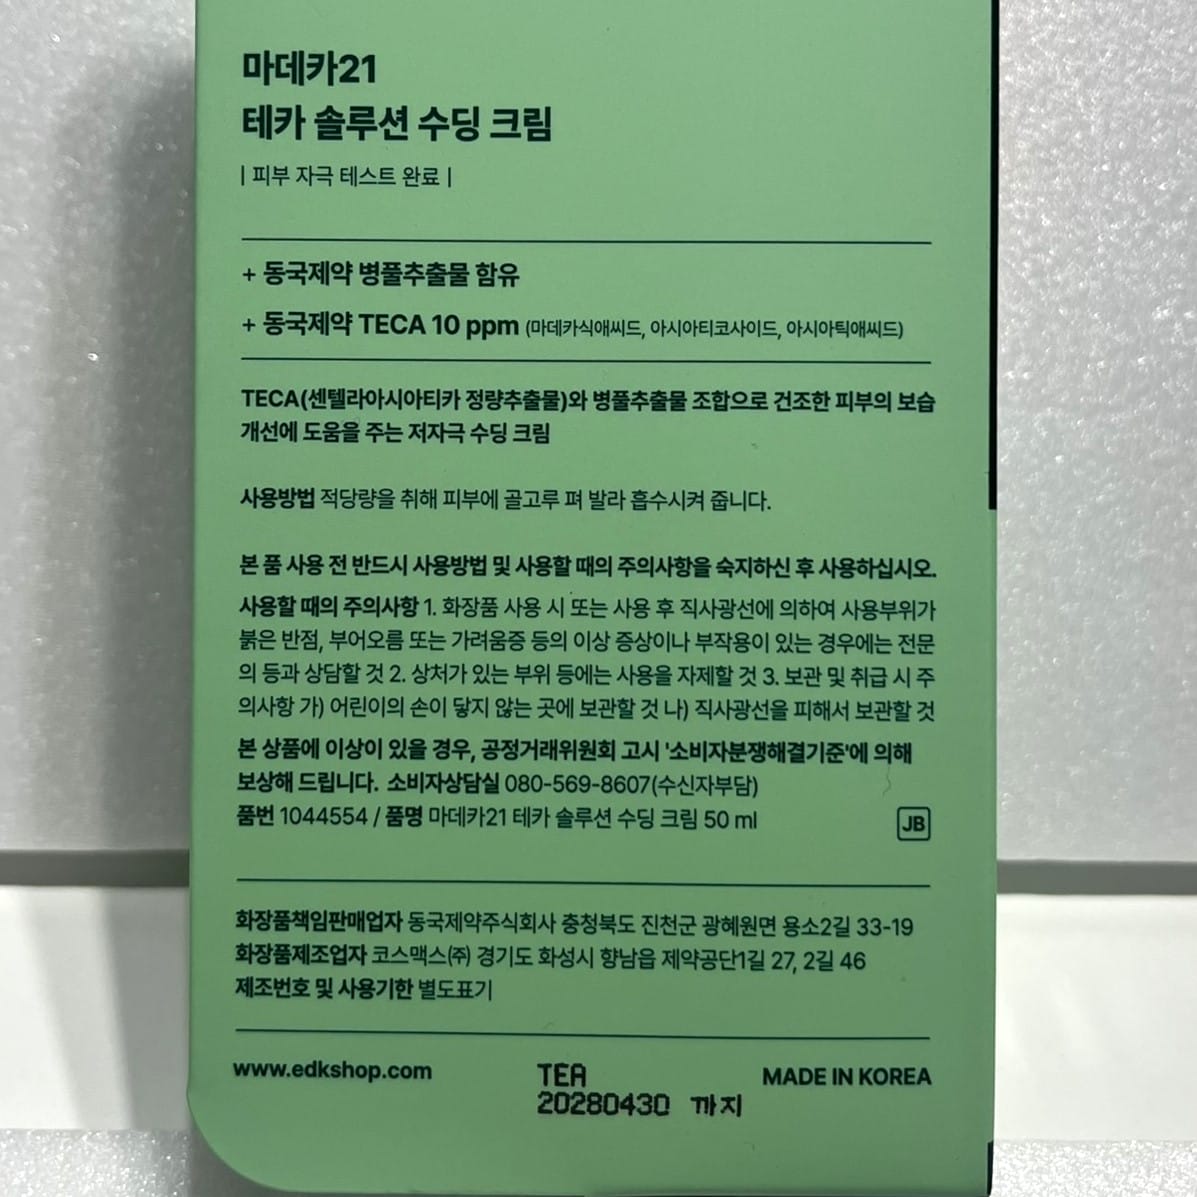 마데카21
테카 솔루션 수딩 크림
| 피부 자극 테스트 완료 |
+ 동국제약 병풀추출물 함유
+ 동국제약 TECA 10 ppm (마데카식애씨드, 아시아티코사이드, 아시아틱애씨드)
TECA(센텔라아시아티카 정량추출물)와 병풀추출물 조합으로 건조한 피부의 보습
개선에 도움을 주는 저자극 수딩 크림
사용방법 적당량을 취해 피부에 골고루 펴 발라 흡수시켜 줍니다.
본 품 사용 전 반드시 사용방법 및 사용할 때의 주의사항을 숙지하신 후 사용하십시오.
사용할 때의 주의사항 1. 화장품 사용 시 또는 사용 후 직사광선에 의하여 사용부위가
붉은 반점, 부어오름 또는 가려움증 등의 이상 증상이나 부작용이 있는 경우에는 전문
의 등과 상담할 것 2. 상처가 있는 부위 등에는 사용을 자제할 것 3. 보관 및 취급 시 주
의사항 가) 어린이의 손이 닿지 않는 곳에 보관할 것 나) 직사광선을 피해서 보관할 것
본 상품에 이상이 있을 경우, 공정거래위원회 고시 '소비자분쟁해결기준'에 의해
보상해 드립니다. 소비자상담실 080-569-8607(수신자부담)
품번 1044554 / 품명 마데카21 테카 솔루션 수딩 크림 50 ml
JB
화장품책임판매업자 동국제약주식회사 충청북도 진천군 광혜원면 용소2길 33-19
화장품제조업자 코스맥스㈜ 경기도 화성시 향남읍 제약공단1길 27, 2길 46
제조번호 및 사용기한 별도표기
www.edkshop.com
TEA
20280430 까지
MADE IN KOREA